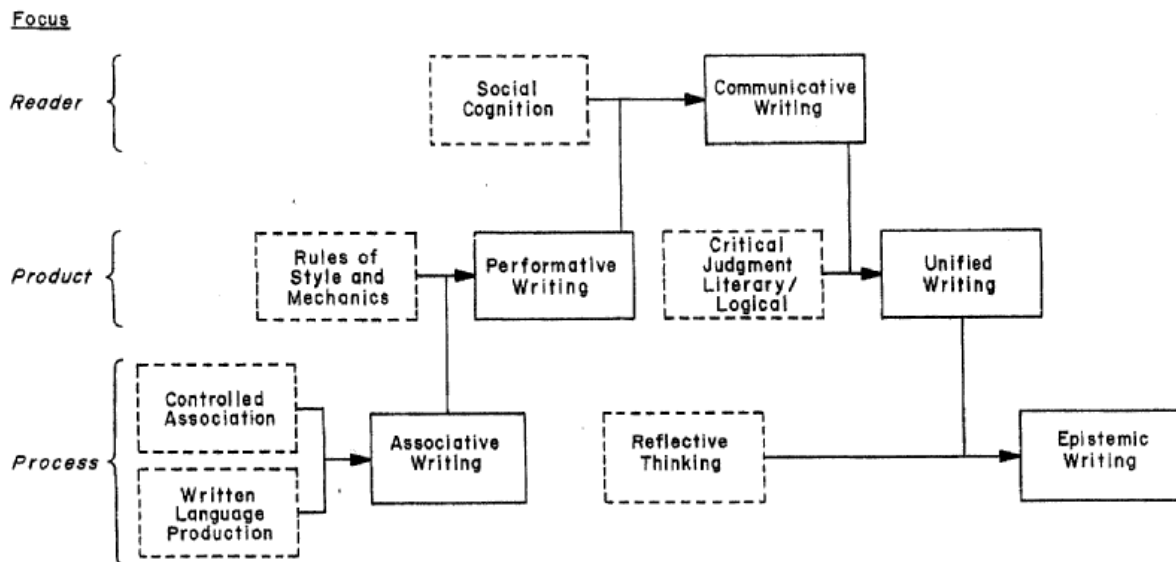 Focus
Reader
Social
Cognition
Communicative
Writing
Product
Rules of
Style and
Mechanics
Performative
Writing
Critical
Judgment
Literary/
Logical
Unified
Writing
Process
Controlled
Association
Written
Language
Production
Associative
Writing
Reflective
Thinking
Epistemic
Writing